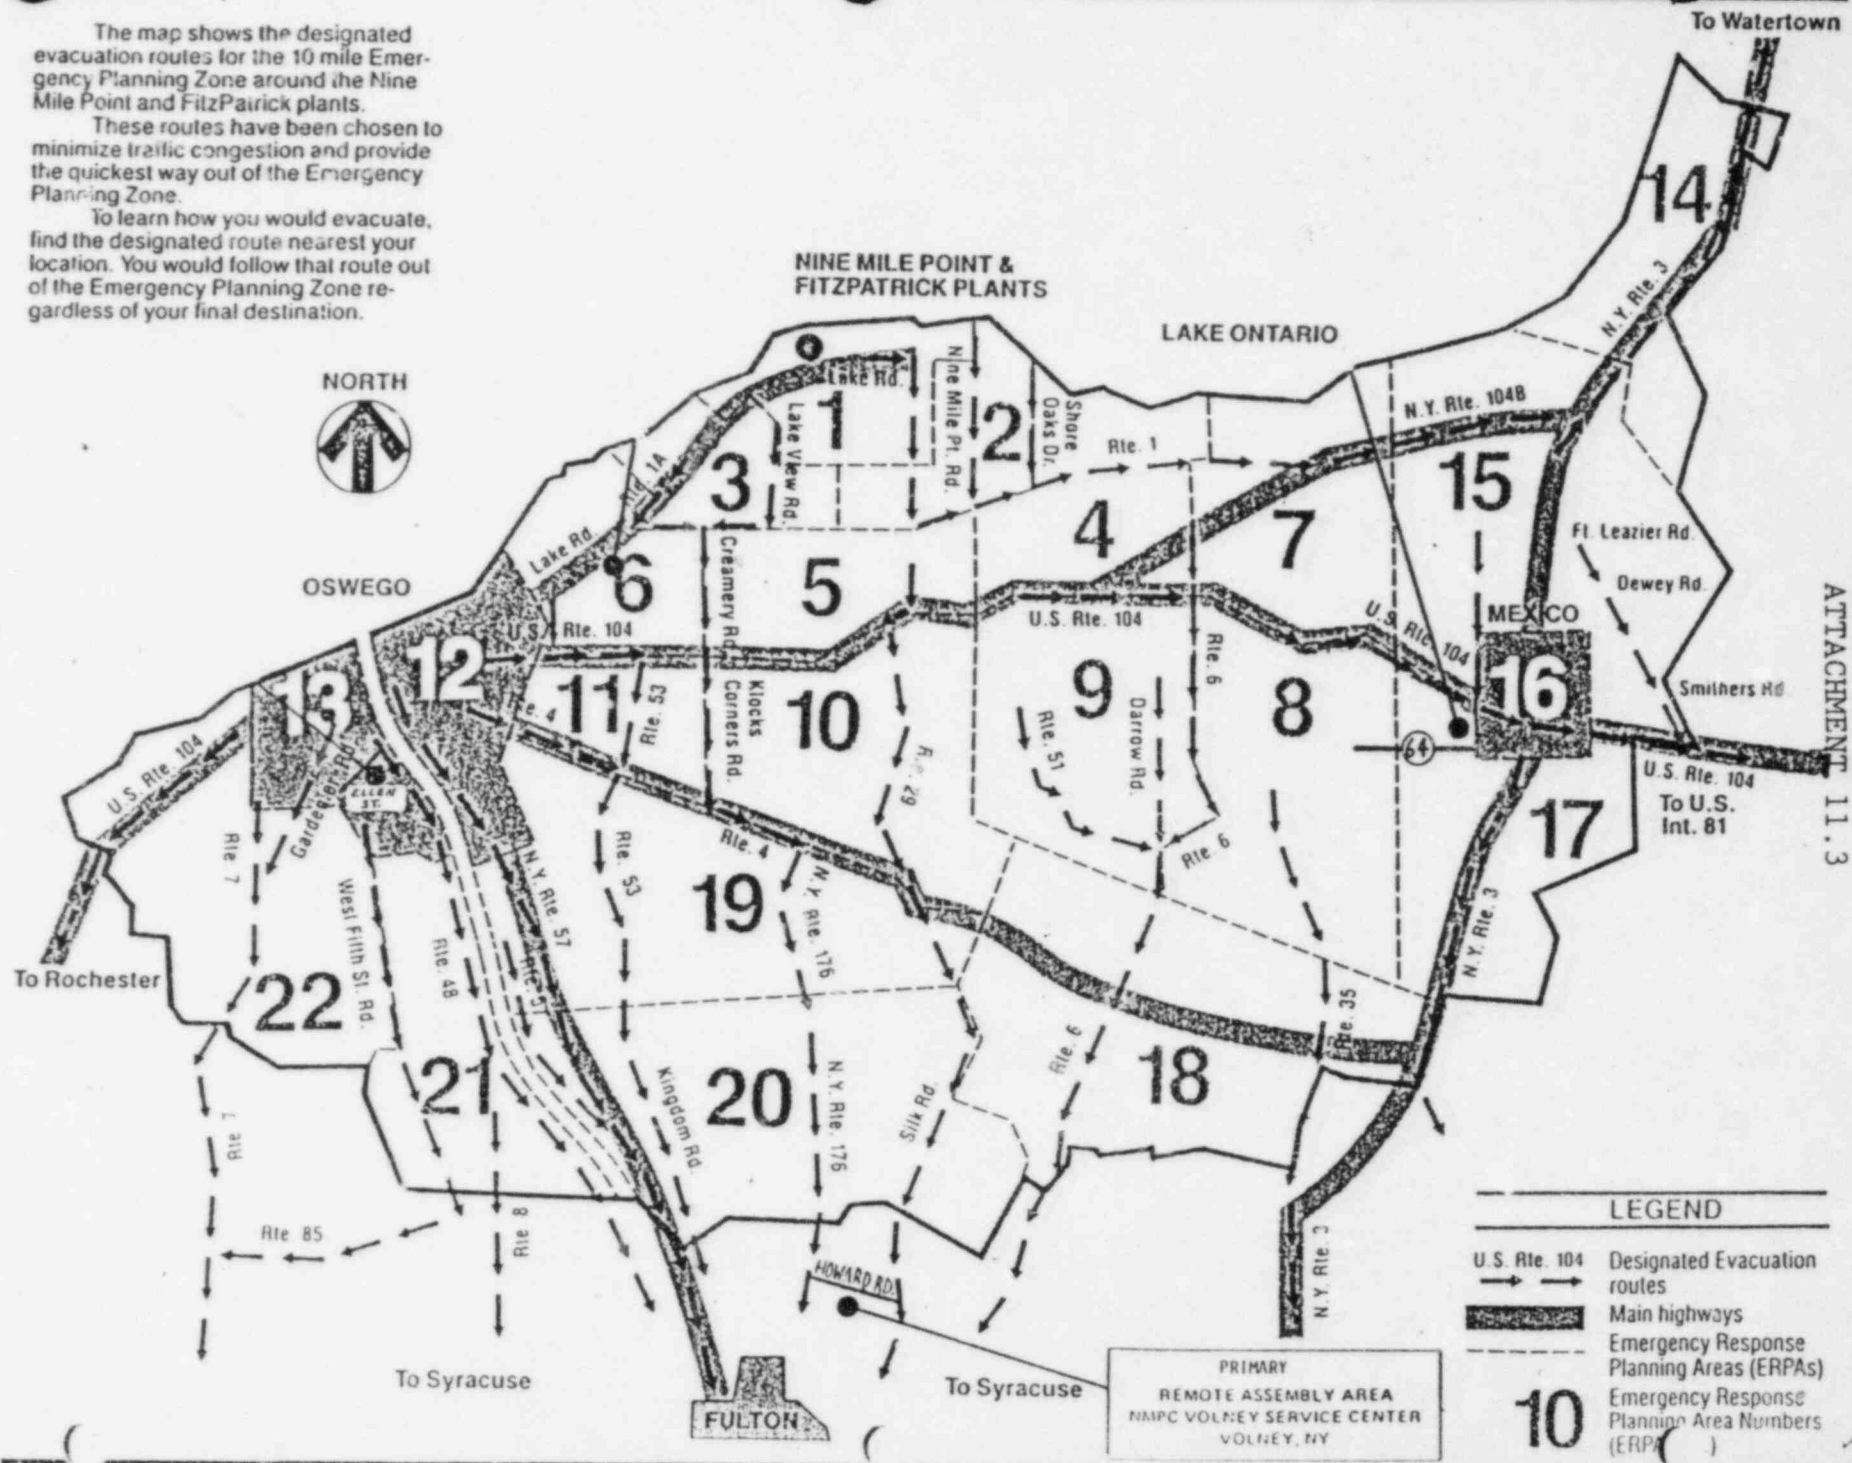 The map shows the designated
evacuation routes for the 10 mile Emer-
gency Planning Zone around the Nine
Mile Point and FitzPatrick plants.
These routes have been chosen to
minimize traffic congestion and provide
the quickest way out of the Emergency
Planning Zone.
To learn how you would evacuate,
find the designated route nearest your
location. You would follow that route out
of the Emergency Planning Zone re-
gardless of your final destination.
To Watertown
14
NINE MILE POINT &
FITZPATRICK PLANTS
LAKE ONTARIO
N.Y. Rte. 3
NORTH
Lake Rd.
1
Nine Mile Pt. Rd.
2
Shore
Oaks Dr.
Lake View Rd.
N.Y. Rte. 104B
Rte. 1
3
1A
15
4
7
Ft. Leazier Rd.
Dewey Rd.
Lake Rd
6
Creamery Rd.
5
OSWEGO
U.S. Rte. 104
U.S. Rte. 104
U.S. Rte. 104
MEXICO
16
Smithers Rd
12
13
11
Rte. 53
Klocks
Corners Rd.
10
Rte. 29
9
Rte. 51
Darrow Rd.
Rte. 6
8
64
e. 4
U.S. Rte. 104
ELLEN
ST.
Gardenier Rd
U.S. Rte. 104
To U.S.
Int. 81
17
ATTACHMENT 11.3
Rte 7
Rte. 4
Rte. 6
Rte. 53
19
N.Y. Rte. 176
N.Y. Rte. 57
West Fifth St. Rd.
Rte. 48
Rte. 57
N.Y. Rte. 3
To Rochester
22
21
Kingdom Rd.
20
N.Y. Rte. 176
Silk Rd.
Rte. 6
18
Rte. 35
Rte 7
Rte 85
Rte 8
HOWARD RD.
N.Y. Rte. 3
To Syracuse
FULTON
To Syracuse
PRIMARY
REMOTE ASSEMBLY AREA
NMPC VOLNEY SERVICE CENTER
VOLNEY, NY
LEGEND
U.S. Rte. 104 Designated Evacuation
routes
Main highways
Emergency Response
Planning Areas (ERPAs)
10 Emergency Response
Planning Area Numbers
(ERPA )